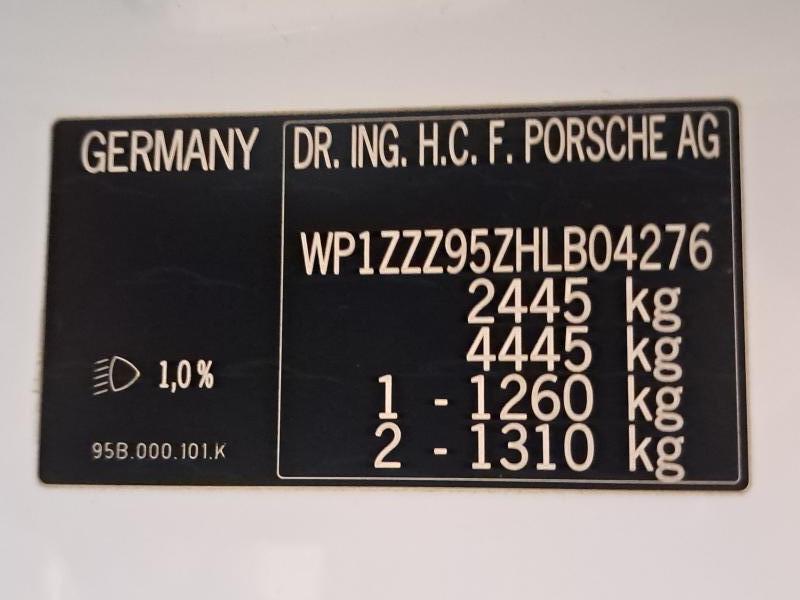 GERMANY
DR. ING. H.C. F. PORSCHE AG
WP1ZZZ95ZHLB04276
2445 kg
4445 kg
1 - 1260 kg
2 - 1310 kg
1,0 %
95B.000.101.K